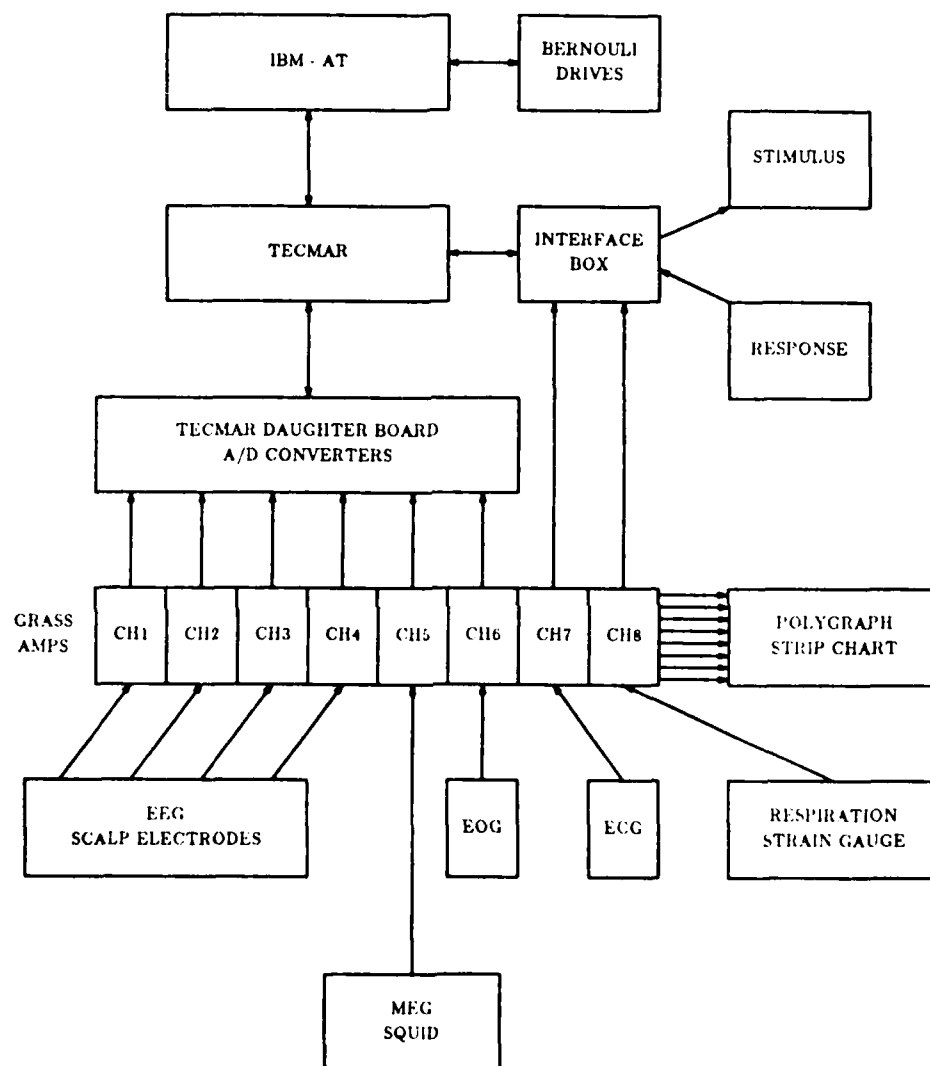 IBM - AT
BERNOULI
DRIVES
STIMULUS
TECMAR
INTERFACE
BOX
RESPONSE
TECMAR DAUGHTER BOARD
A/D CONVERTERS
GRASS
AMPS
CH1
CH2
CH3
CH4
CH5
CH6
CH7
CH8
POLYGRAPH
STRIP CHART
EEG
SCALP ELECTRODES
EOG
ECG
RESPIRATION
STRAIN GAUGE
MEG
SQUID